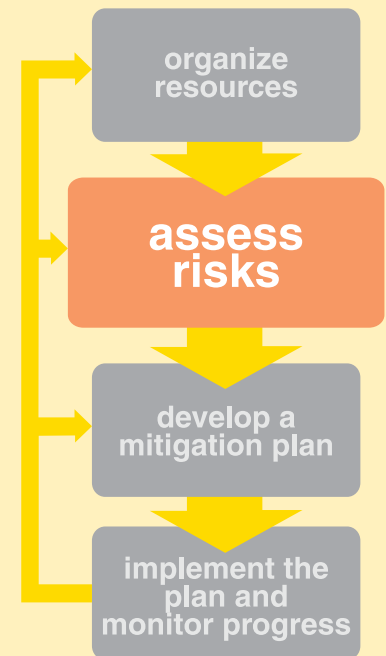 organize
resources
assess
risks
develop a
mitigation plan
implement the
plan and
monitor progress